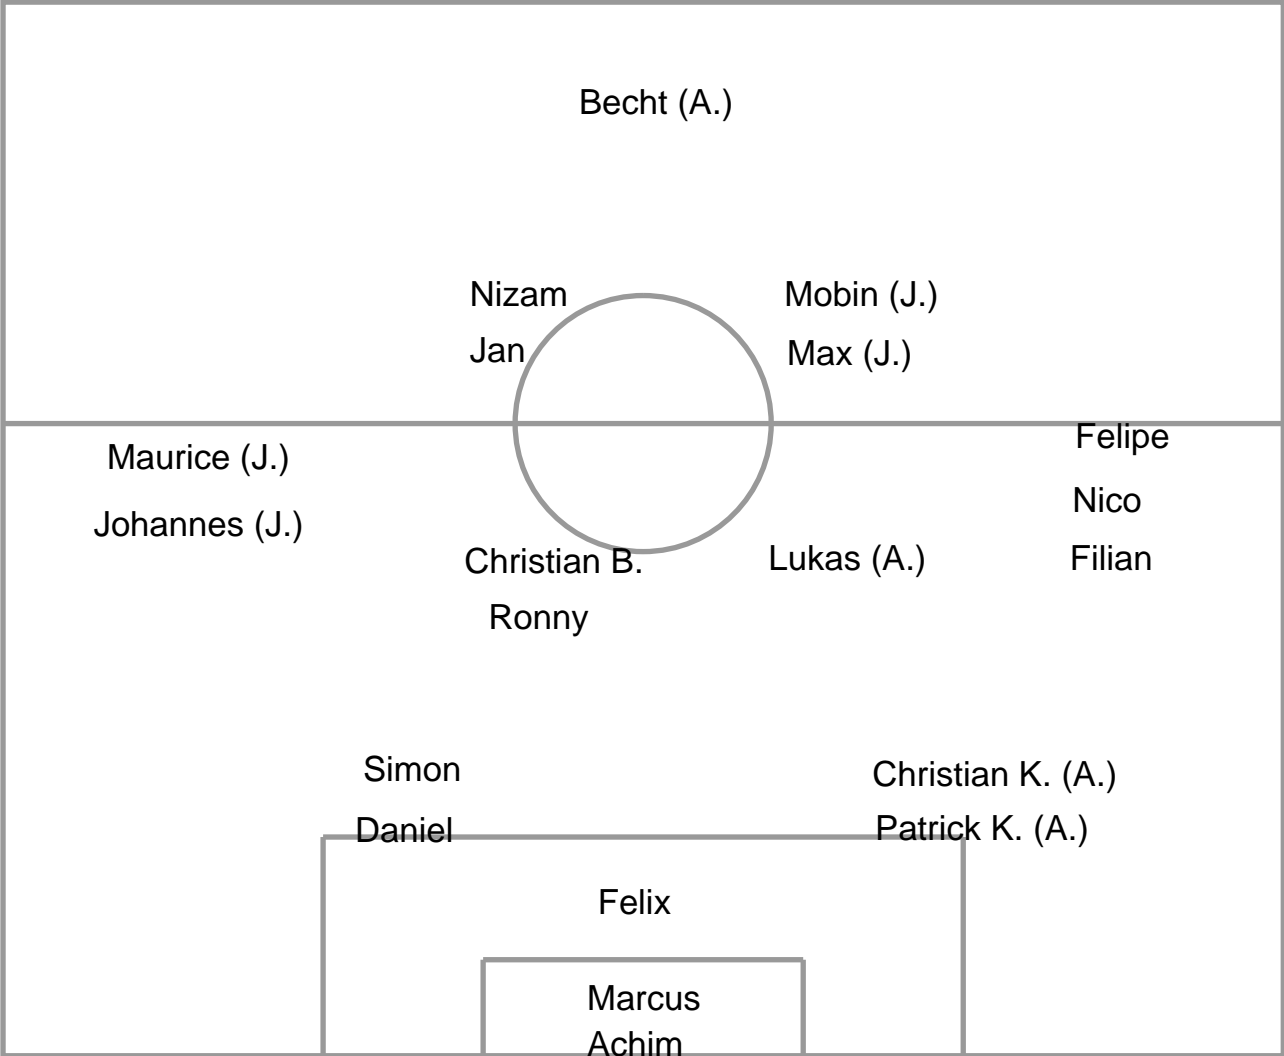 Becht (A.)
Nizam
Mobin (J.)
Jan
Max (J.)
Felipe
Maurice (J.)
Nico
Johannes (J.)
Christian B.
Lukas (A.)
Filian
Ronny
Simon
Christian K. (A.)
Daniel
Patrick K. (A.)
Felix
Marcus
Achim